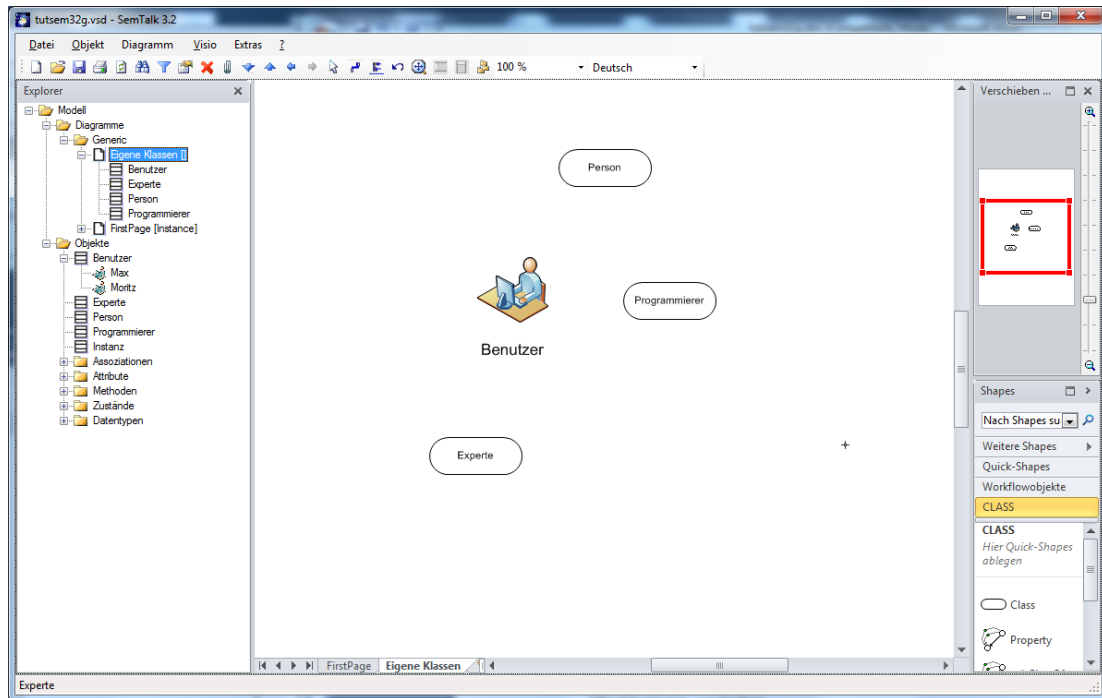 tutsem32g.vsd - SemTalk 3.2
Datei Objekt Diagramm Visio Extras ?
100 % Deutsch
Explorer
Modell
Diagramme
Generic
Eigene Klassen []
Benutzer
Experte
Person
Programmierer
FirstPage [Instance]
Objekte
Benutzer
Max
Moritz
Experte
Person
Programmierer
Instanz
Assoziationen
Attribute
Methoden
Zustände
Datentypen
Person
Programmierer
Benutzer
Experte
FirstPage Eigene Klassen
Verschieben ...
Shapes
Nach Shapes su
Weitere Shapes
Quick-Shapes
Workflowobjekte
CLASS
CLASS
Hier Quick-Shapes
ablegen
Class
Property
Experte